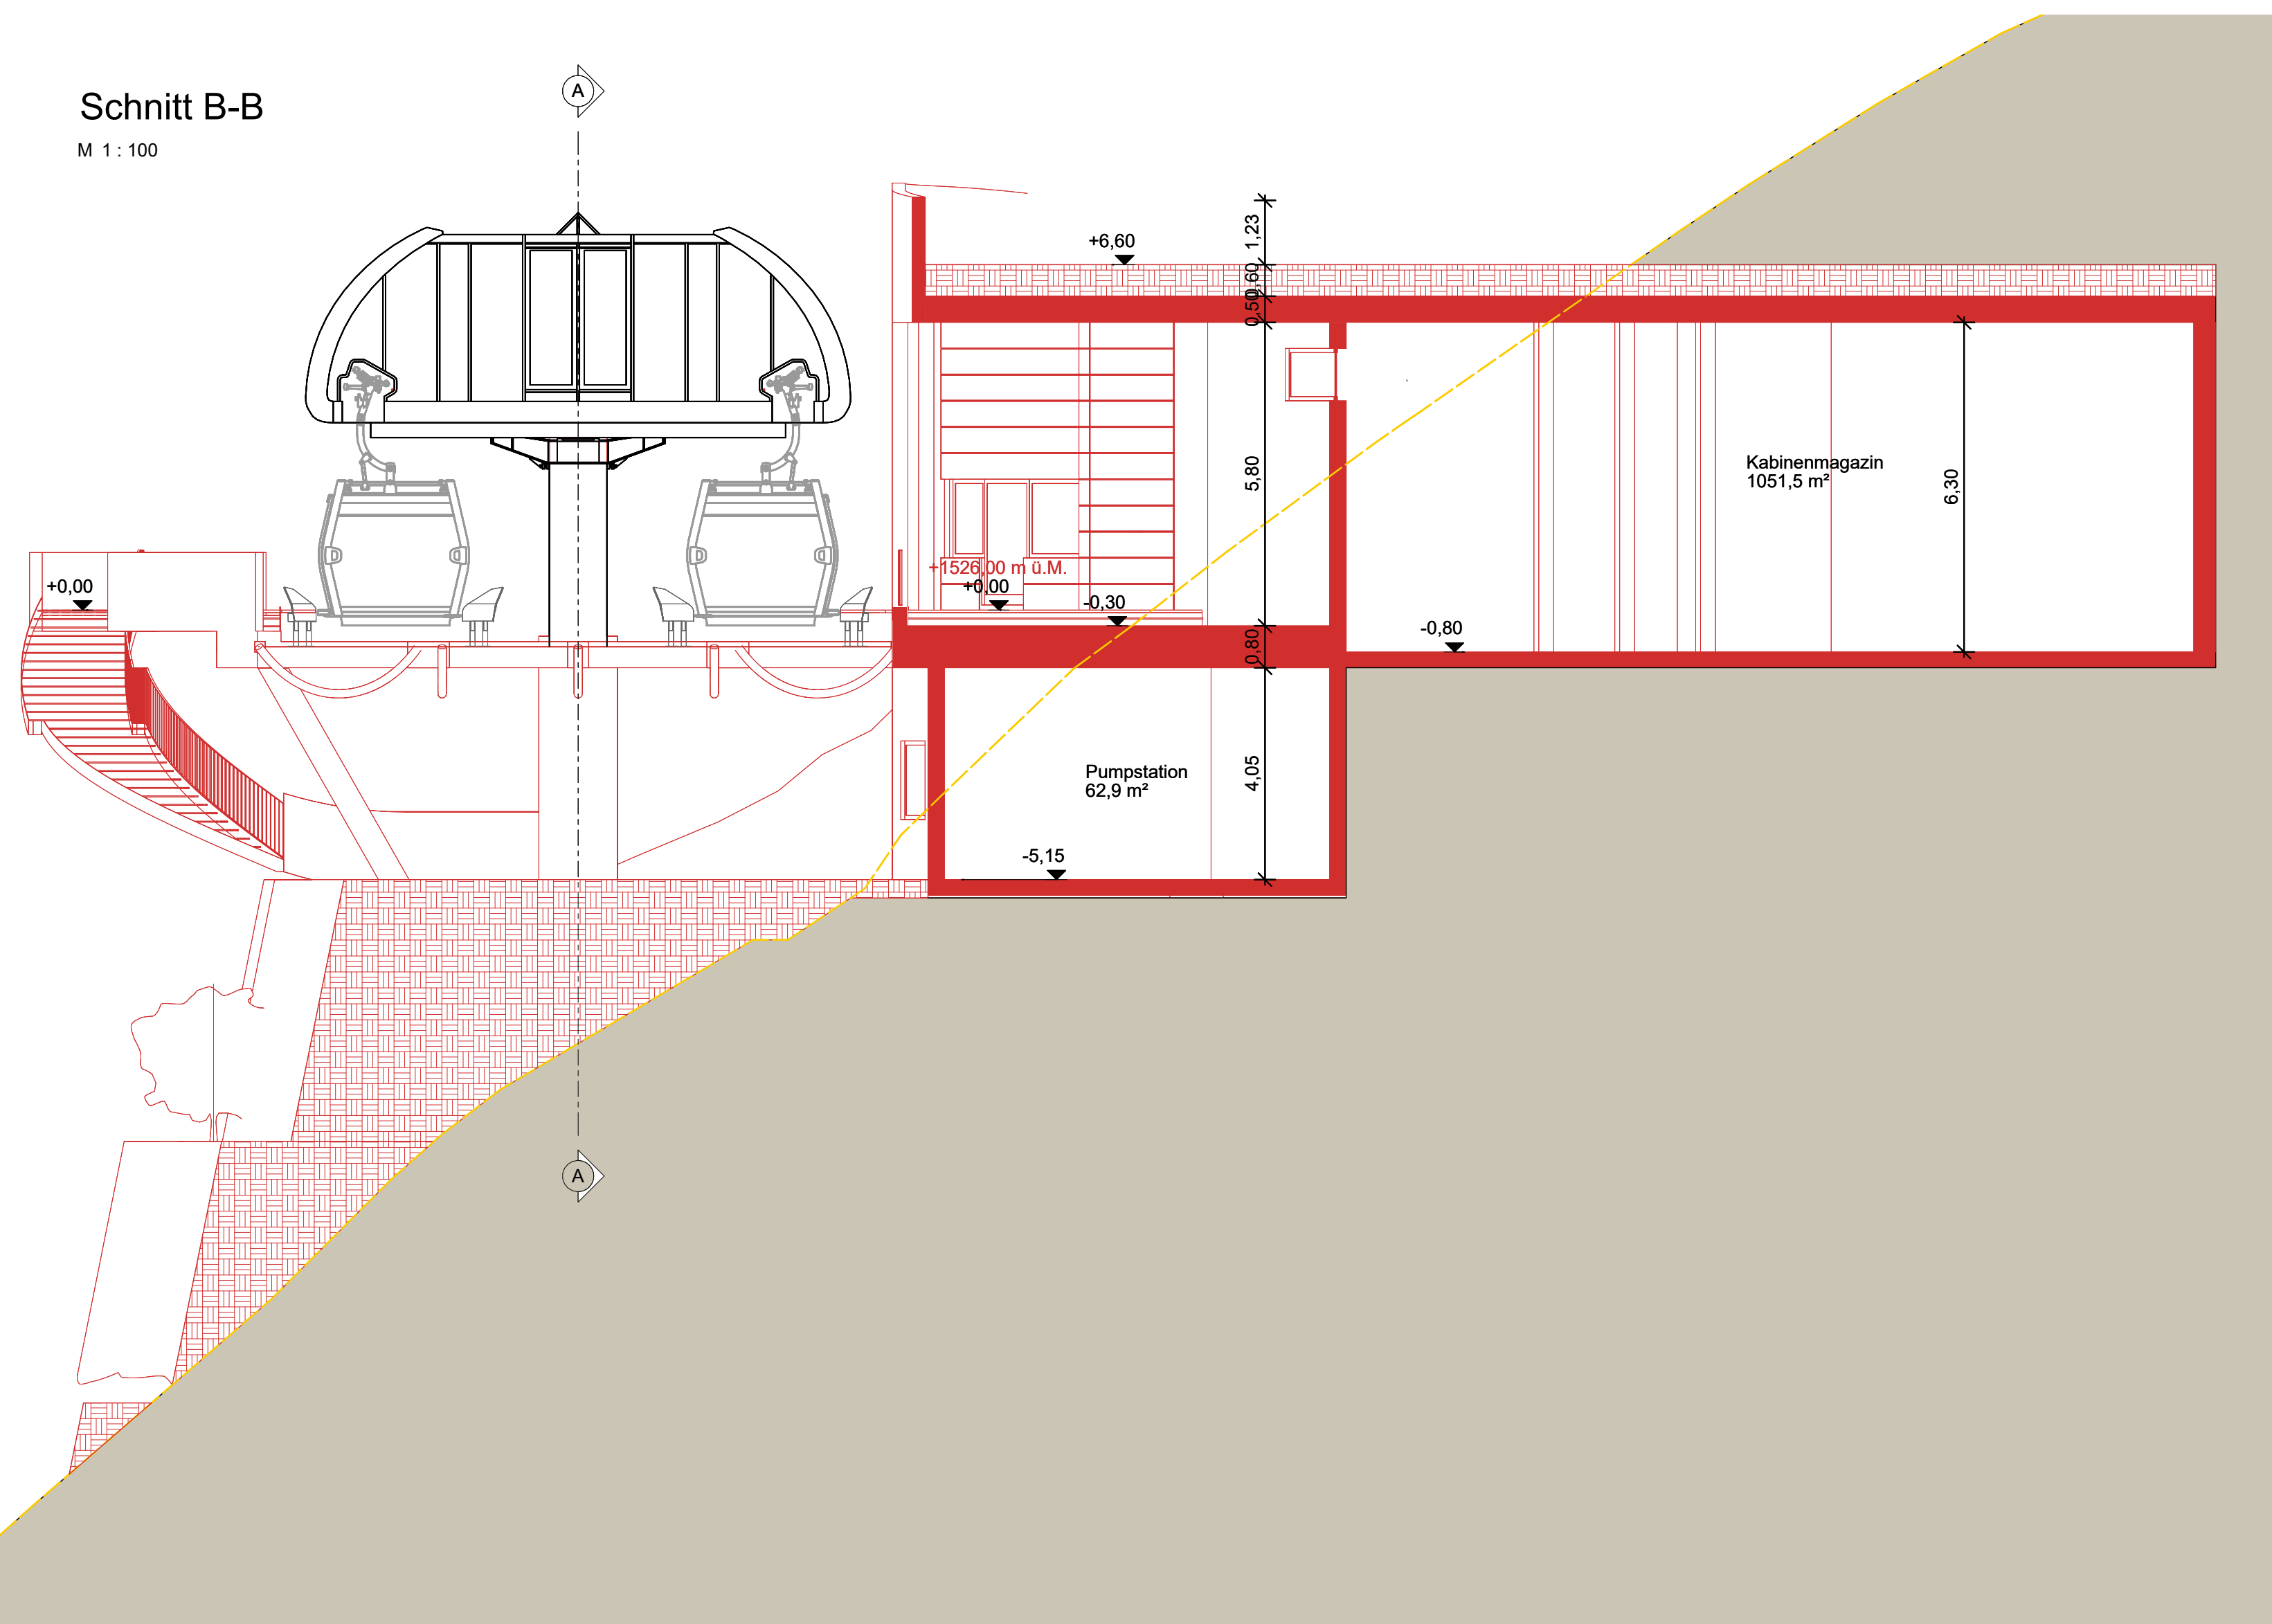 Schnitt B-B
M 1 : 100
A
1,23
+6,60
0,60
0,50
5,80
Kabinenmagazin
1051,5 m²
6,30
+1526,00 m ü.M.
+0,00
+0,00
-0,30
-0,80
0,80
Pumpstation
62,9 m²
4,05
-5,15
A